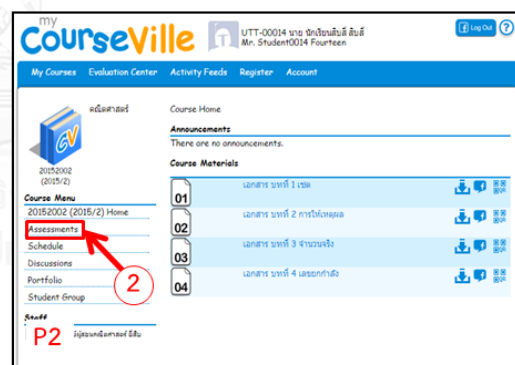 my
CourseVille
UTT-00014 นาย นักเรียนสิบสี่ สิบสี่
Mr. Student0014 Fourteen
Log Out
?
My Courses Evaluation Center Activity Feeds Register Account
คณิตศาสตร์
CV
20152002
(2015/2)
Course Menu
20152002 (2015/2) Home
Assessments
Schedule
Discussions
Portfolio
Student Group
Staff
2
P2
Course Home
Announcements
There are no announcements.
Course Materials
01 เอกสาร บทที่ 1 เซต
02 เอกสาร บทที่ 2 การให้เหตุผล
03 เอกสาร บทที่ 3 จำนวนจริง
04 เอกสาร บทที่ 4 เลขยกกำลัง